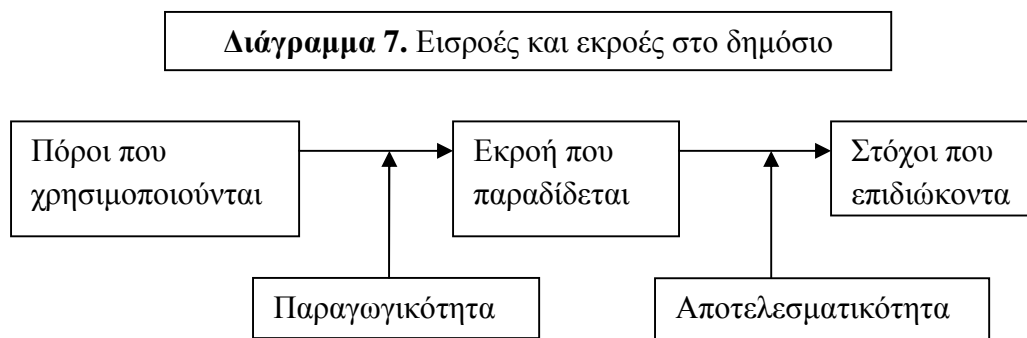 Διάγραμμα 7. Εισροές και εκροές στο δημόσιο
Πόροι που
χρησιμοποιούνται
Εκροή που
παραδίδεται
Στόχοι που
επιδιώκοντα
Παραγωγικότητα
Αποτελεσματικότητα